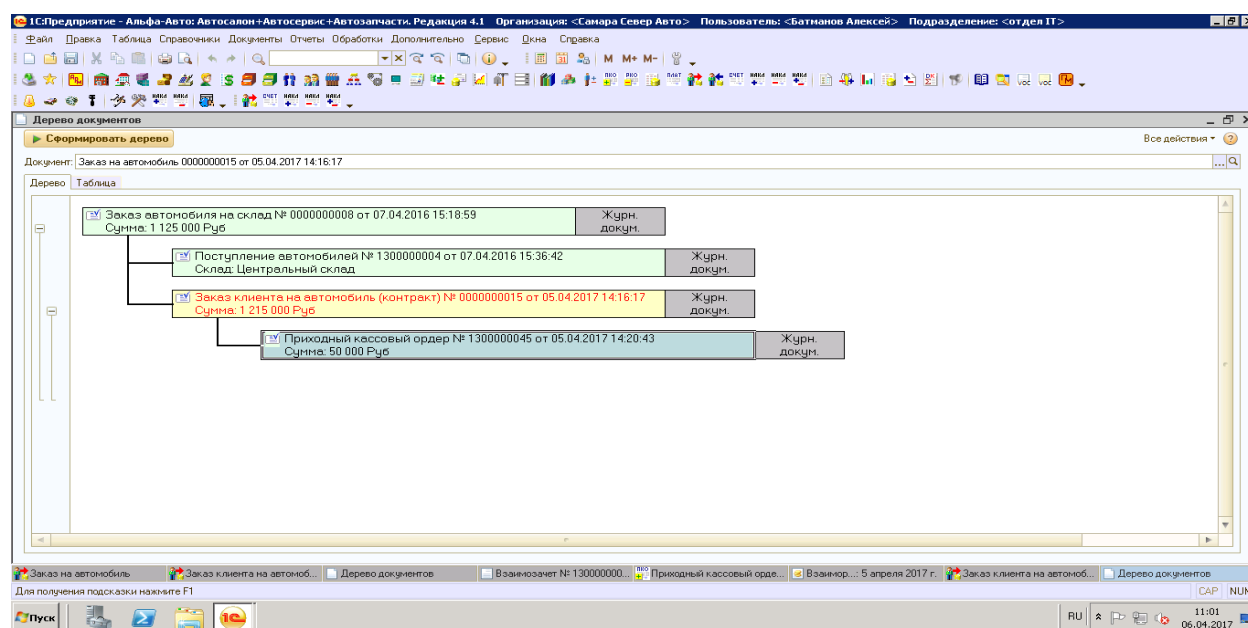 1С:Предприятие - Альфа-Авто: Автосалон+Автосервис+Автозапчасти. Редакция 4.1 Организация: <Самара Север Авто> Пользователь: <Батманов Алексей> Подразделение: <отдел IT>
Файл Правка Таблица Справочники Документы Отчеты Обработки Дополнительно Сервис Окна Справка
M M+ M-
Дерево документов
Сформировать дерево
Все действия
Документ: Заказ на автомобиль 0000000015 от 05.04.2017 14:16:17
Дерево Таблица
Заказ автомобиля на склад № 0000000008 от 07.04.2016 15:18:59
Сумма: 1 125 000 Руб
Журн.
докум.
Поступление автомобилей № 1300000004 от 07.04.2016 15:36:42
Склад: Центральный склад
Журн.
докум.
Заказ клиента на автомобиль (контракт) № 0000000015 от 05.04.2017 14:16:17
Сумма: 1 215 000 Руб
Журн.
докум.
Приходный кассовый ордер № 1300000045 от 05.04.2017 14:20:43
Сумма: 50 000 Руб
Журн.
докум.
Заказ на автомобиль Заказ клиента на автомоб... Дерево документов Взаимозачет № 130000000... Приходный кассовый орде... Взаимор...: 5 апреля 2017 г. Заказ клиента на автомоб... Дерево документов
Для получения подсказки нажмите F1
CAP NUM
Пуск
RU
11:01
06.04.2017